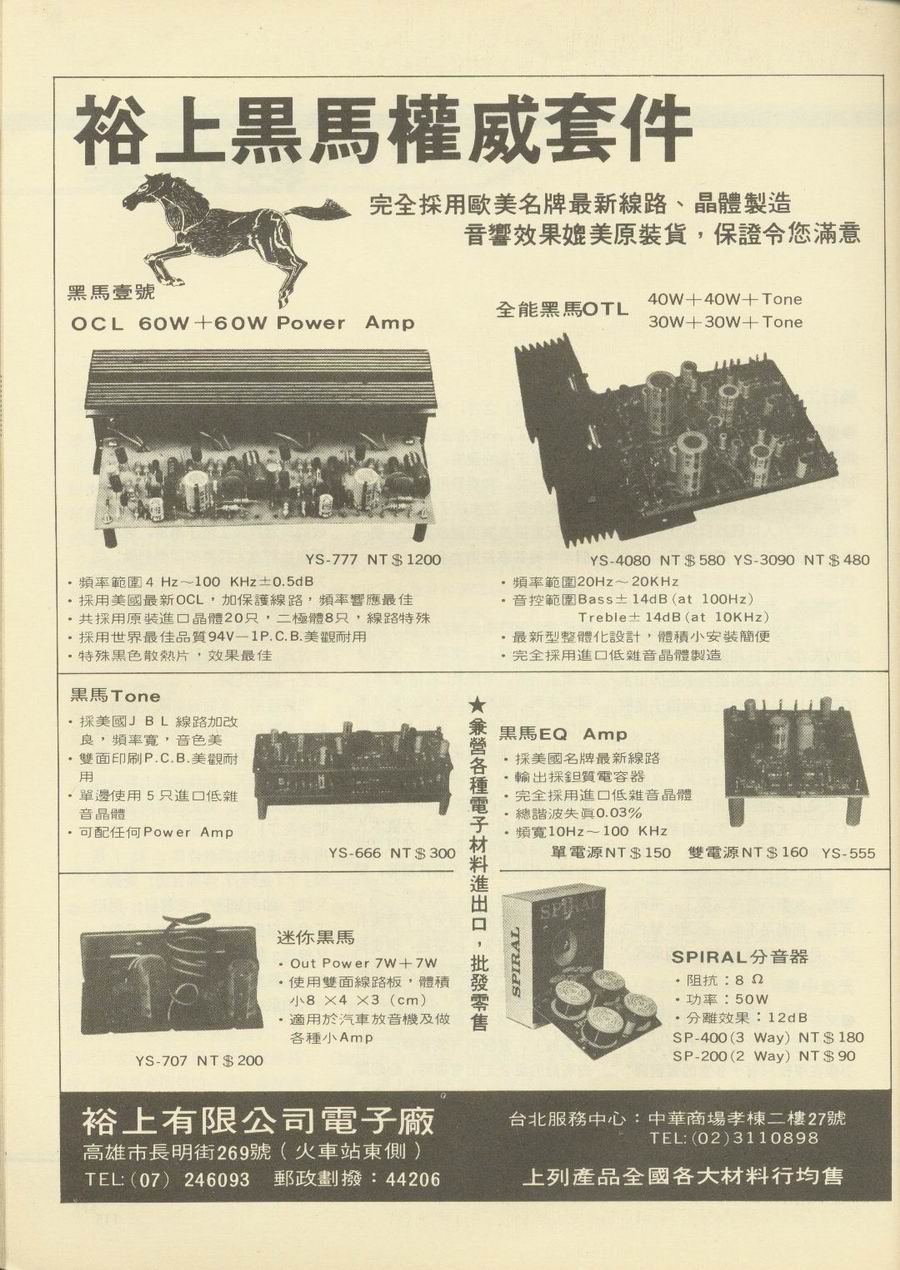 裕上黑馬權威套件
完全採用歐美名牌最新線路、晶體製造
音響效果媲美原裝貨，保證令您滿意
黑馬壹號
OCL 60W＋60W Power Amp
YS-777 NT＄1200
・頻率範圍4 Hz～100 KHz±0.5dB
・採用美國最新OCL，加保護線路，頻率響應最佳
・共採用原裝進口晶體20只，二極體8只，線路特殊
・採用世界最佳品質94V—1P.C.B.美觀耐用
・特殊黑色散熱片，效果最佳
全能黑馬OTL
40W＋40W＋Tone
30W＋30W＋Tone
YS-4080 NT＄580 YS-3090 NT＄480
・頻率範圍20Hz～20KHz
・音控範圍Bass±14dB(at 100Hz)
Treble±14dB(at 10KHz)
・最新型整體化設計，體積小安裝簡便
・完全採用進口低雜音晶體製造
黑馬Tone
・採美國J B L 線路加改
良，頻率寬，音色美
・雙面印刷P.C.B.美觀耐
用
・單邊使用5只進口低雜
音晶體
・可配任何Power Amp
YS-666 NT＄300
★兼營各種電子材料進出口，批發零售
黑馬EQ Amp
・採美國名牌最新線路
・輸出採鉭質電容器
・完全採用進口低雜音晶體
・總諧波失眞0.03%
・頻寬10Hz～100 KHz
單電源NT＄150 雙電源NT＄160 YS-555
迷你黑馬
・Out Power 7W＋7W
・使用雙面線路板，體積
小8 ×4 ×3 (cm)
・適用於汽車放音機及做
各種小Amp
YS-707 NT＄200
SPIRAL
SPIRAL
SPIRAL分音器
・阻抗：8 Ω
・功率：50W
・分離效果：12dB
SP-400(3 Way) NT＄180
SP-200(2 Way) NT＄90
裕上有限公司電子廠
高雄市長明街269號（火車站東側）
TEL:(07) 246093 郵政劃撥：44206
台北服務中心：中華商場孝棟二樓27號
TEL:(02)3110898
上列產品全國各大材料行均售